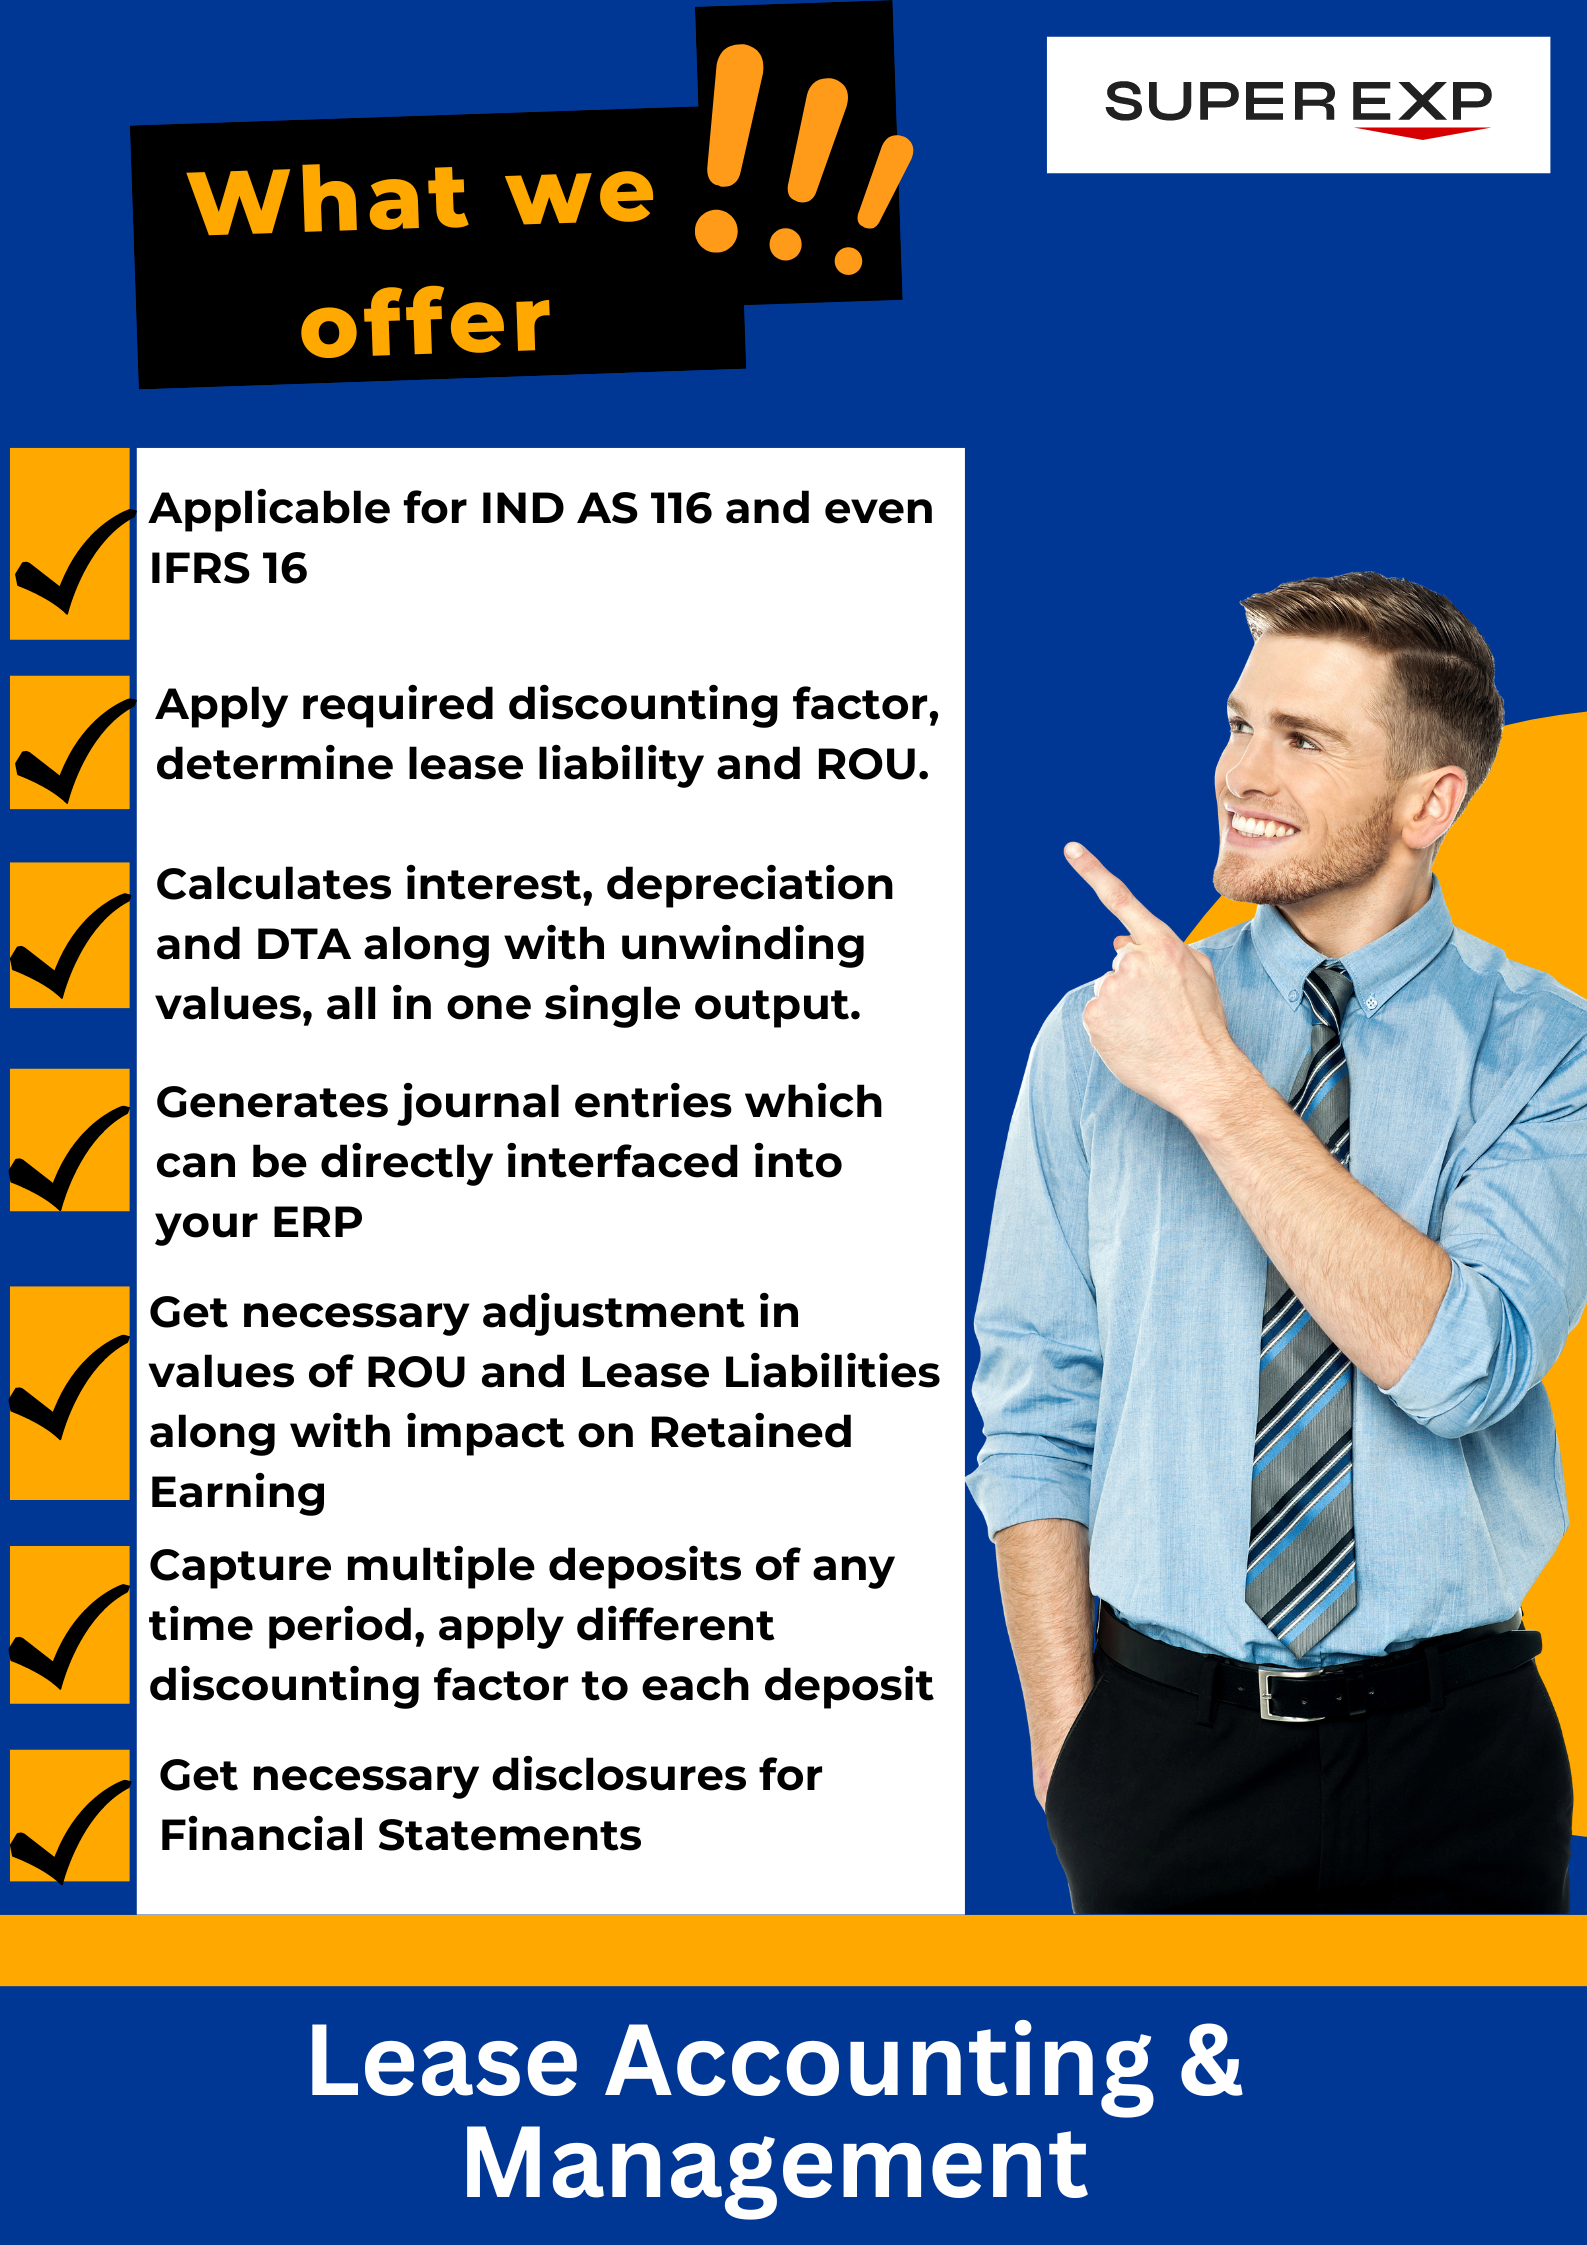 What we
offer
SUPER EXP
Applicable for IND AS 116 and even
IFRS 16
Apply required discounting factor,
determine lease liability and ROU.
Calculates interest, depreciation
and DTA along with unwinding
values, all in one single output.
Generates journal entries which
can be directly interfaced into
your ERP
Get necessary adjustment in
values of ROU and Lease Liabilities
along with impact on Retained
Earning
Capture multiple deposits of any
time period, apply different
discounting factor to each deposit
Get necessary disclosures for
Financial Statements
Lease Accounting &
Management